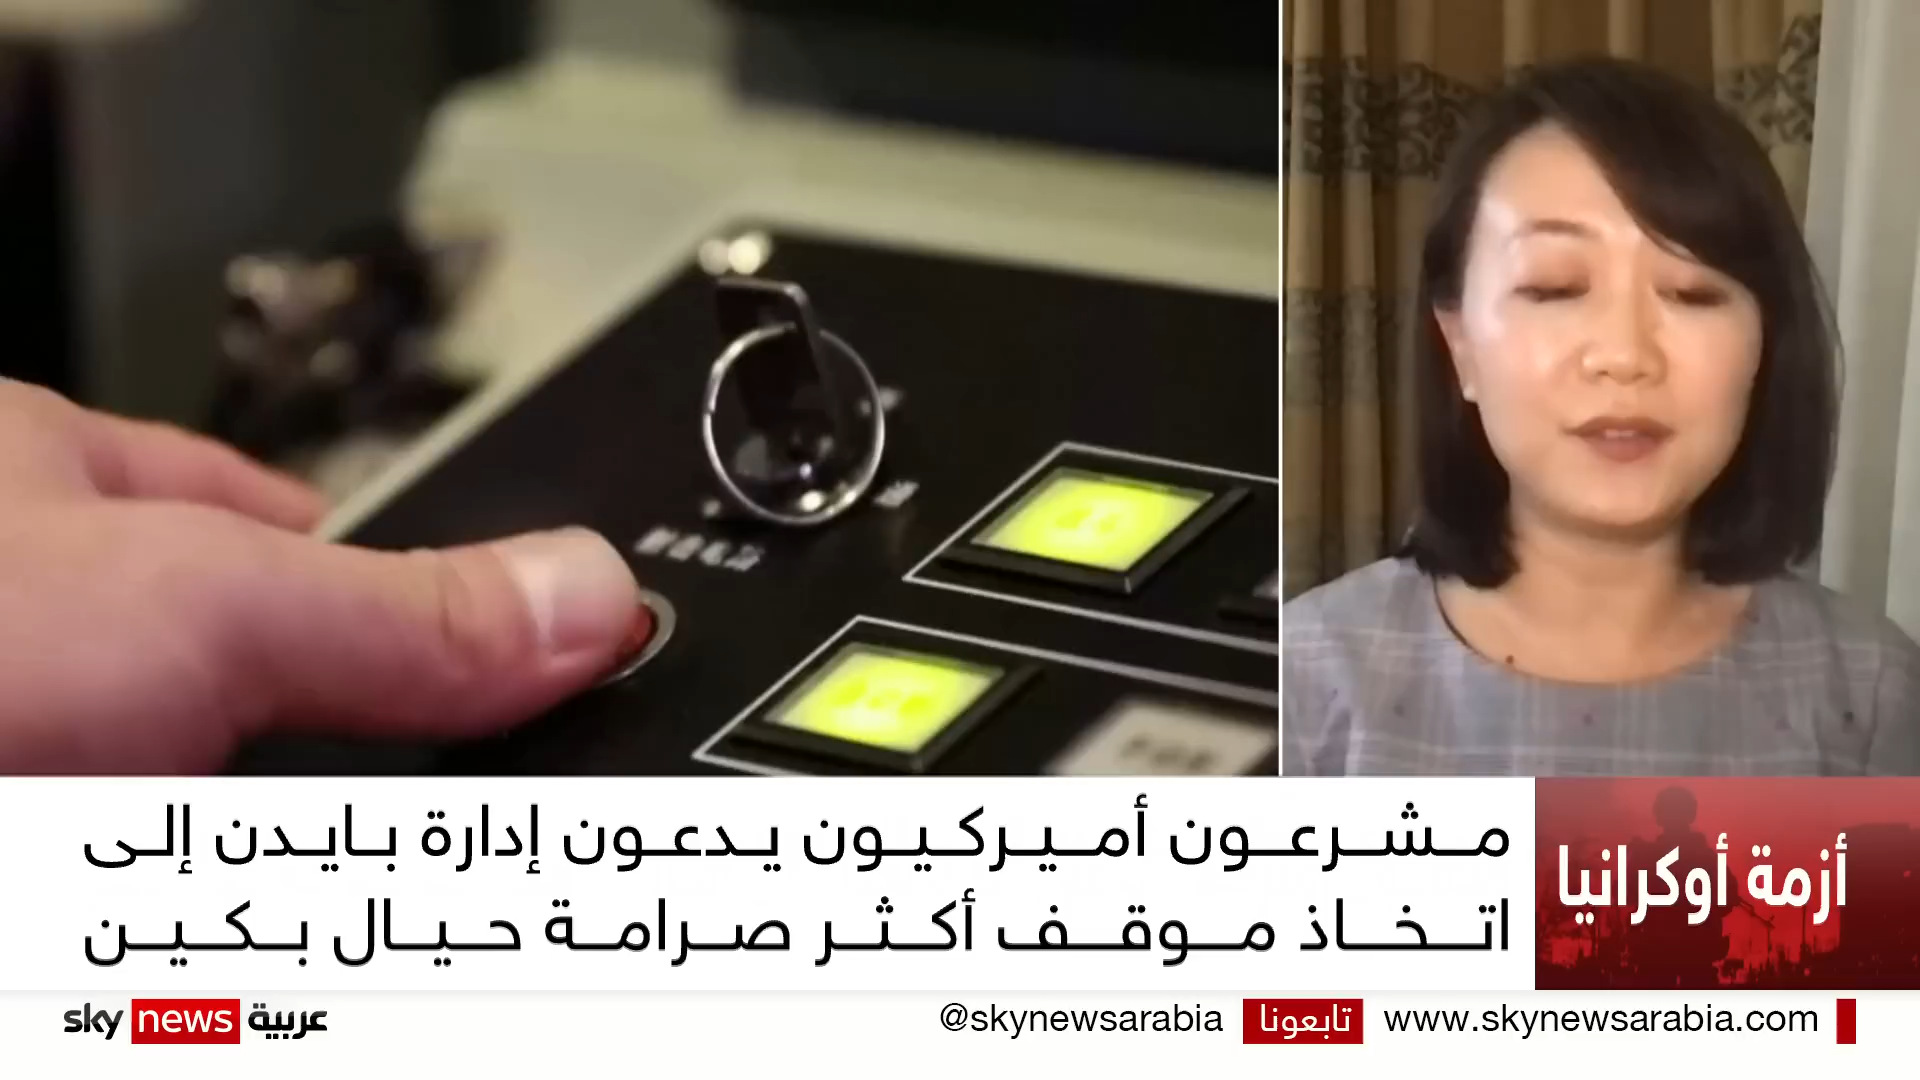 مشرعون أميركيون يدعون إدارة بايدن إلى
اتخاذ موقف أكثر صرامة حيال بكين
أزمة أوكرانيا
sky news عربية
@skynewsarabia تابعونا www.skynewsarabia.com